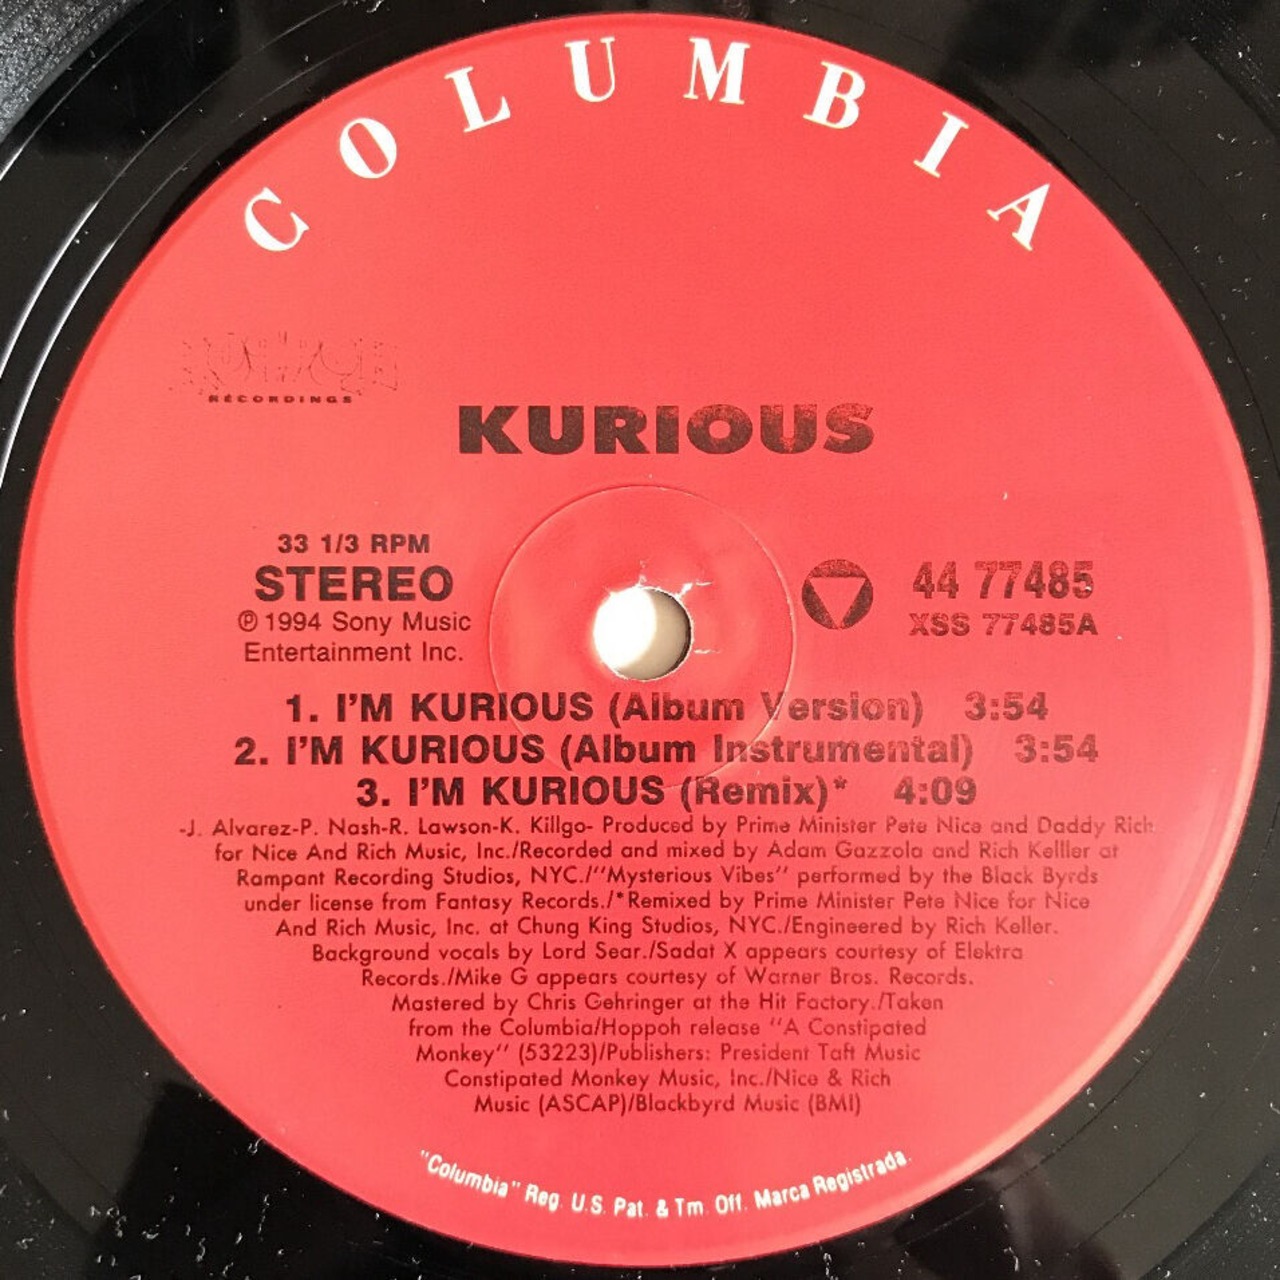 COLUMBIA
RECORDINGS
KURIOUS
33 1/3 RPM
STEREO
℗ 1994 Sony Music
Entertainment Inc.
44 77485
XSS 77485A
1. I'M KURIOUS (Album Version) 3:54
2. I'M KURIOUS (Album Instrumental) 3:54
3. I'M KURIOUS (Remix)* 4:09
-J. Alvarez-P. Nash-R. Lawson-K. Killgo- Produced by Prime Minister Pete Nice and Daddy Rich
for Nice And Rich Music, Inc./Recorded and mixed by Adam Gazzola and Rich Kelller at
Rampant Recording Studios, NYC./"Mysterious Vibes" performed by the Black Byrds
under license from Fantasy Records./*Remixed by Prime Minister Pete Nice for Nice
And Rich Music, Inc. at Chung King Studios, NYC./Engineered by Rich Keller.
Background vocals by Lord Sear./Sadat X appears courtesy of Elektra
Records./Mike G appears courtesy of Warner Bros. Records.
Mastered by Chris Gehringer at the Hit Factory./Taken
from the Columbia/Hoppoh release "A Constipated
Monkey" (53223)/Publishers: President Taft Music
Constipated Monkey Music, Inc./Nice & Rich
Music (ASCAP)/Blackbyrd Music (BMI)
"Columbia" Reg. U.S. Pat. & Tm. Off. Marca Registrada.